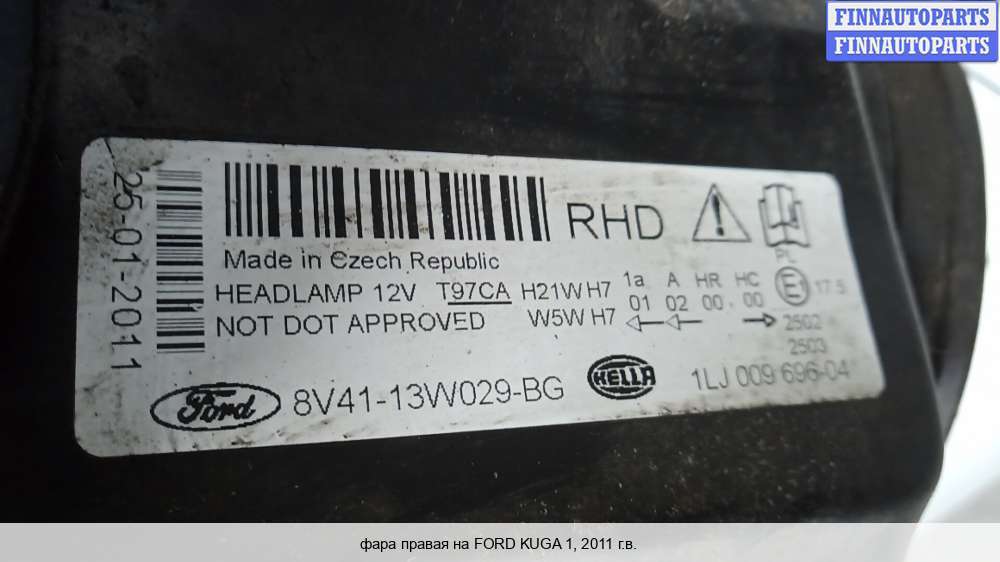 FINNAUTOPARTS
FINNAUTOPARTS
25-01-2011
RHD
PL
Made in Czech Republic
HEADLAMP 12V T97CA H21W H7 1a A HR HC E1 17.5
NOT DOT APPROVED W5W H7 01 02 00 00 2502
2503
Ford 8V41-13W029-BG HELLA 1LJ 009 696-04
фара правая на FORD KUGA 1, 2011 г.в.